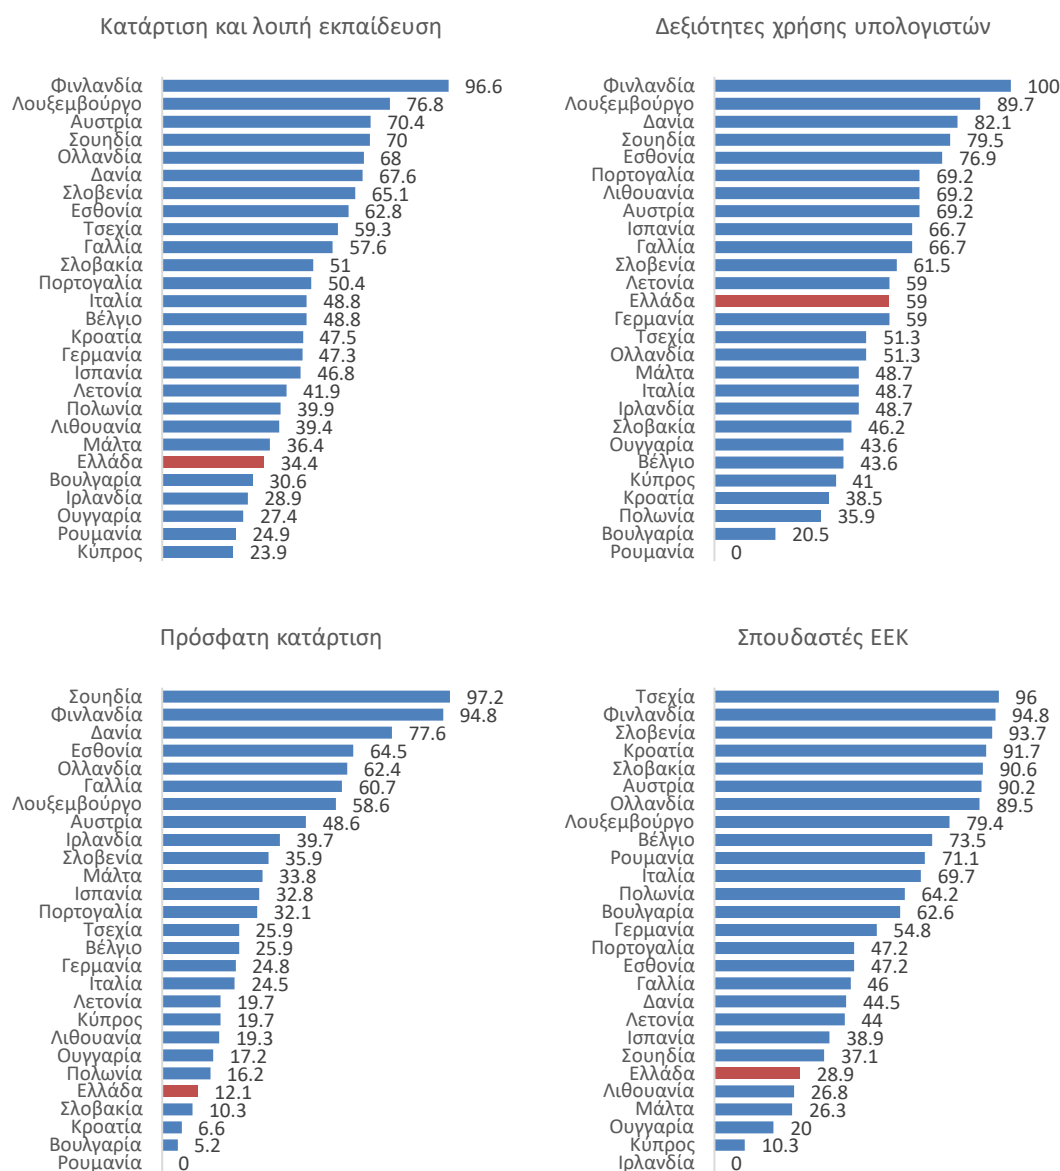 Κατάρτιση και λοιπή εκπαίδευση
Φινλανδία 96.6
Λουξεμβούργο 76.8
Αυστρία 70.4
Σουηδία 70
Ολλανδία 68
Δανία 67.6
Σλοβενία 65.1
Εσθονία 62.8
Τσεχία 59.3
Γαλλία 57.6
Σλοβακία 51
Πορτογαλία 50.4
Ιταλία 48.8
Βέλγιο 48.8
Κροατία 47.5
Γερμανία 47.3
Ισπανία 46.8
Λετονία 41.9
Πολωνία 39.9
Λιθουανία 39.4
Μάλτα 36.4
Ελλάδα 34.4
Βουλγαρία 30.6
Ιρλανδία 28.9
Ουγγαρία 27.4
Ρουμανία 24.9
Κύπρος 23.9
Δεξιότητες χρήσης υπολογιστών
Φινλανδία 100
Λουξεμβούργο 89.7
Δανία 82.1
Σουηδία 79.5
Εσθονία 76.9
Πορτογαλία 69.2
Λιθουανία 69.2
Αυστρία 69.2
Ισπανία 66.7
Γαλλία 66.7
Σλοβενία 61.5
Λετονία 59
Ελλάδα 59
Γερμανία 59
Τσεχία 51.3
Ολλανδία 51.3
Μάλτα 48.7
Ιταλία 48.7
Ιρλανδία 48.7
Σλοβακία 46.2
Ουγγαρία 43.6
Βέλγιο 43.6
Κύπρος 41
Κροατία 38.5
Πολωνία 35.9
Βουλγαρία 20.5
Ρουμανία 0
Πρόσφατη κατάρτιση
Σουηδία 97.2
Φινλανδία 94.8
Δανία 77.6
Εσθονία 64.5
Ολλανδία 62.4
Γαλλία 60.7
Λουξεμβούργο 58.6
Αυστρία 48.6
Ιρλανδία 39.7
Σλοβενία 35.9
Μάλτα 33.8
Ισπανία 32.8
Πορτογαλία 32.1
Τσεχία 25.9
Βέλγιο 25.9
Γερμανία 24.8
Ιταλία 24.5
Λετονία 19.7
Κύπρος 19.7
Λιθουανία 19.3
Ουγγαρία 17.2
Πολωνία 16.2
Ελλάδα 12.1
Σλοβακία 10.3
Κροατία 6.6
Βουλγαρία 5.2
Ρουμανία 0
Σπουδαστές ΕΕΚ
Τσεχία 96
Φινλανδία 94.8
Σλοβενία 93.7
Κροατία 91.7
Σλοβακία 90.6
Αυστρία 90.2
Ολλανδία 89.5
Λουξεμβούργο 79.4
Βέλγιο 73.5
Ρουμανία 71.1
Ιταλία 69.7
Πολωνία 64.2
Βουλγαρία 62.6
Γερμανία 54.8
Πορτογαλία 47.2
Εσθονία 47.2
Γαλλία 46
Δανία 44.5
Λετονία 44
Ισπανία 38.9
Σουηδία 37.1
Ελλάδα 28.9
Λιθουανία 26.8
Μάλτα 26.3
Ουγγαρία 20
Κύπρος 10.3
Ιρλανδία 0